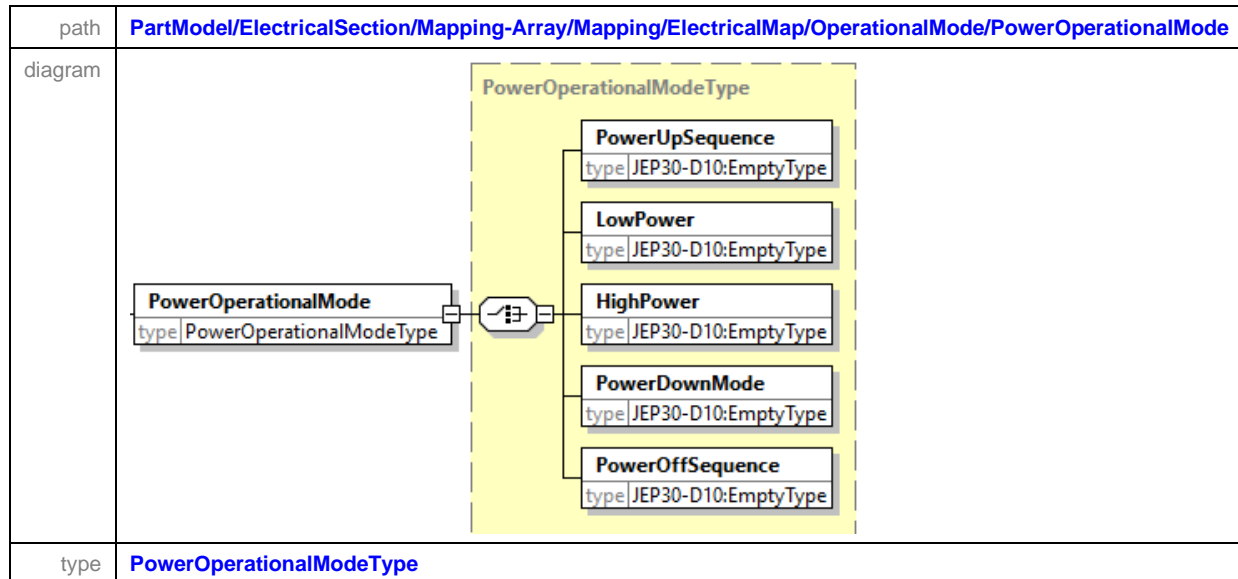 path PartModel/ElectricalSection/Mapping-Array/Mapping/ElectricalMap/OperationalMode/PowerOperationalMode
diagram
PowerOperationalModeType
PowerUpSequence
type JEP30-D10:EmptyType
LowPower
type JEP30-D10:EmptyType
PowerOperationalMode
type PowerOperationalModeType
HighPower
type JEP30-D10:EmptyType
PowerDownMode
type JEP30-D10:EmptyType
PowerOffSequence
type JEP30-D10:EmptyType
type PowerOperationalModeType